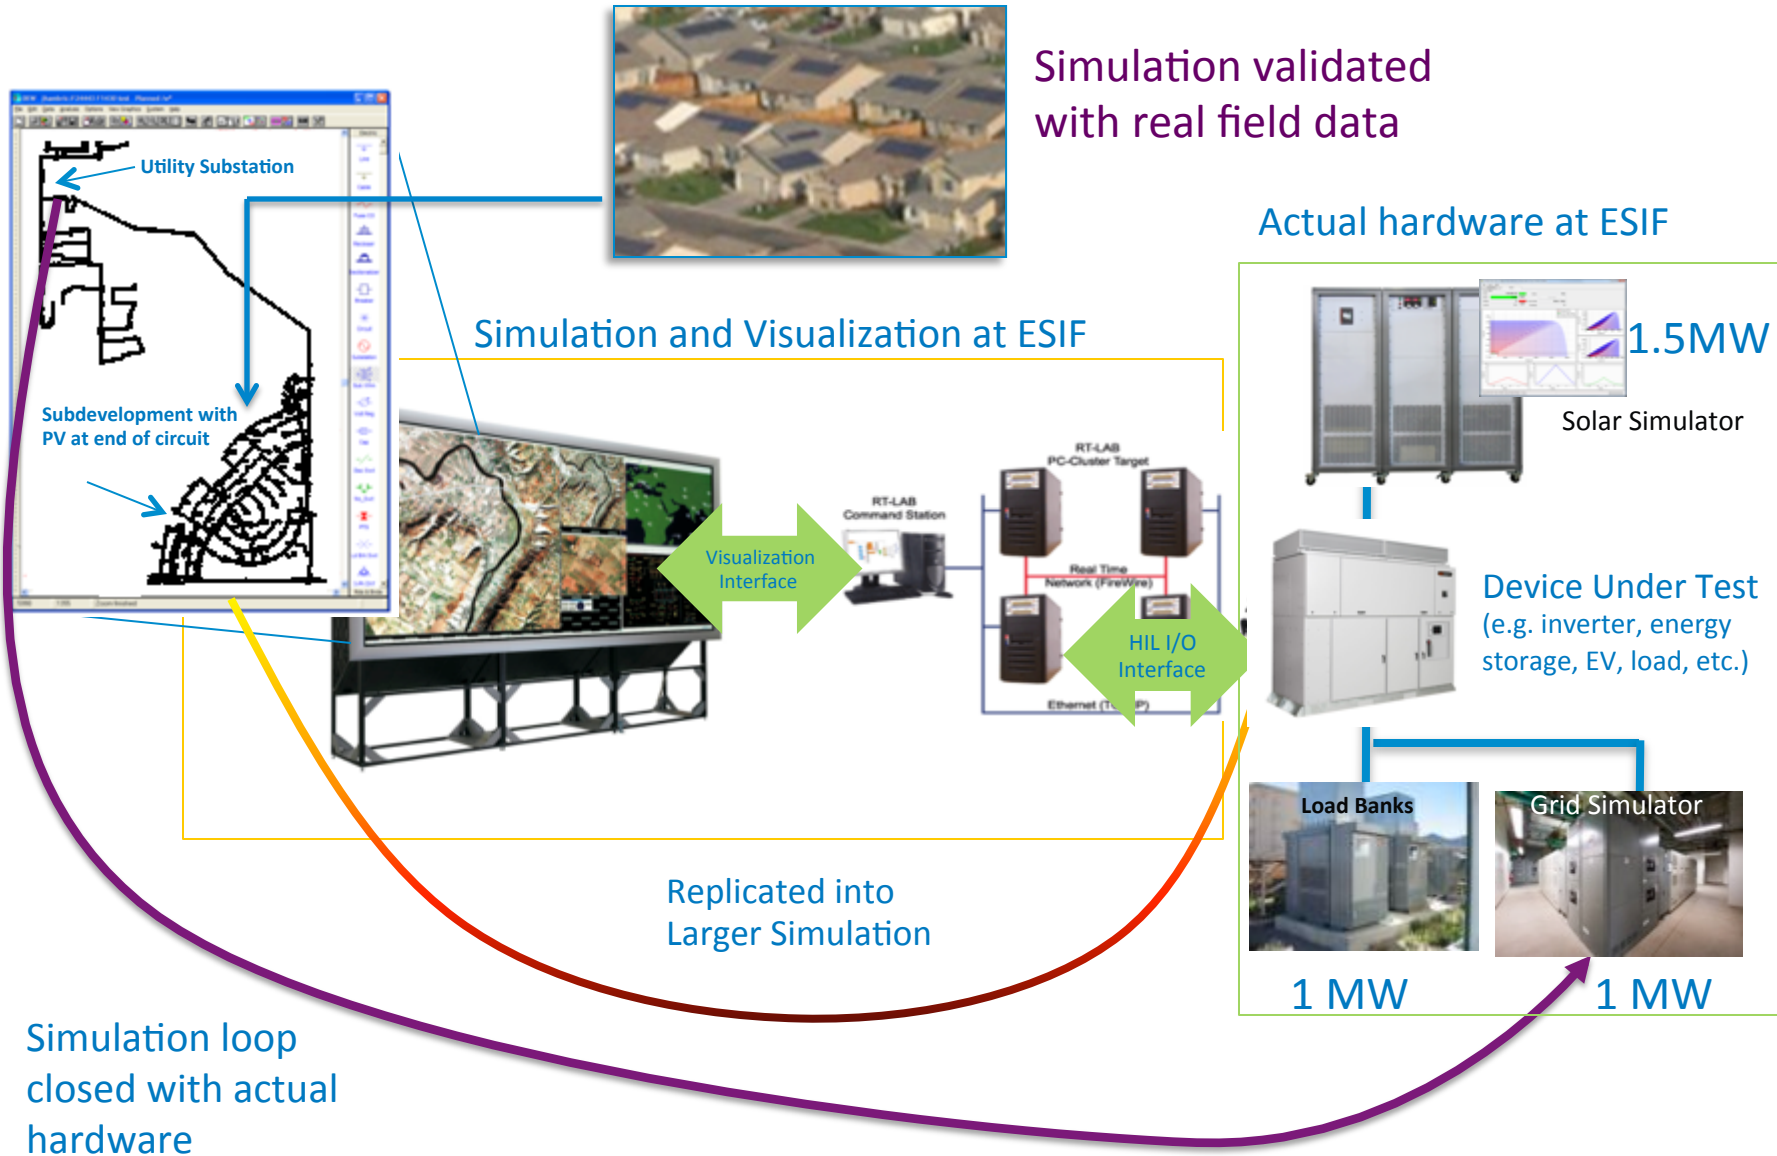 Simulation validated
with real field data
Utility Substation
Subdevelopment with
PV at end of circuit
Simulation and Visualization at ESIF
Visualization
Interface
RT-LAB
Command Station
RT-LAB
PC-Cluster Target
Real Time
Network (FireWire)
HIL I/O
Interface
Actual hardware at ESIF
1.5MW
Solar Simulator
Device Under Test
(e.g. inverter, energy
storage, EV, load, etc.)
Load Banks
Grid Simulator
1 MW
1 MW
Replicated into
Larger Simulation
Simulation loop
closed with actual
hardware